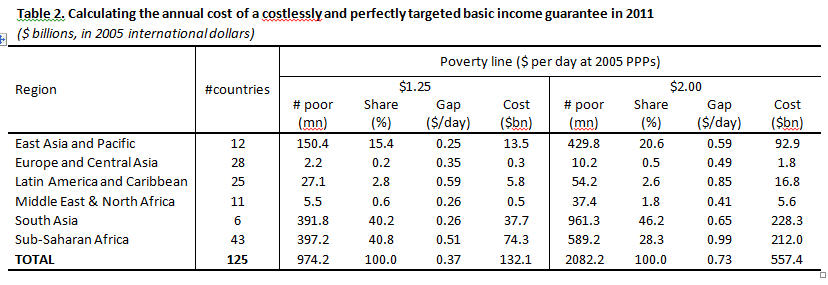 Table 2. Calculating the annual cost of a costlessly and perfectly targeted basic income guarantee in 2011
($ billions, in 2005 international dollars)
Poverty line ($ per day at 2005 PPPs)
Region #countries $1.25 $2.00
# poor Share Gap Cost # poor Share Gap Cost
(mn) (%) ($/day) ($bn) (mn) (%) ($/day) ($bn)
East Asia and Pacific 12 150.4 15.4 0.25 13.5 429.8 20.6 0.59 92.9
Europe and Central Asia 28 2.2 0.2 0.35 0.3 10.2 0.5 0.49 1.8
Latin America and Caribbean 25 27.1 2.8 0.59 5.8 54.2 2.6 0.85 16.8
Middle East & North Africa 11 5.5 0.6 0.26 0.5 37.4 1.8 0.41 5.6
South Asia 6 391.8 40.2 0.26 37.7 961.3 46.2 0.65 228.3
Sub-Saharan Africa 43 397.2 40.8 0.51 74.3 589.2 28.3 0.99 212.0
TOTAL 125 974.2 100.0 0.37 132.1 2082.2 100.0 0.73 557.4